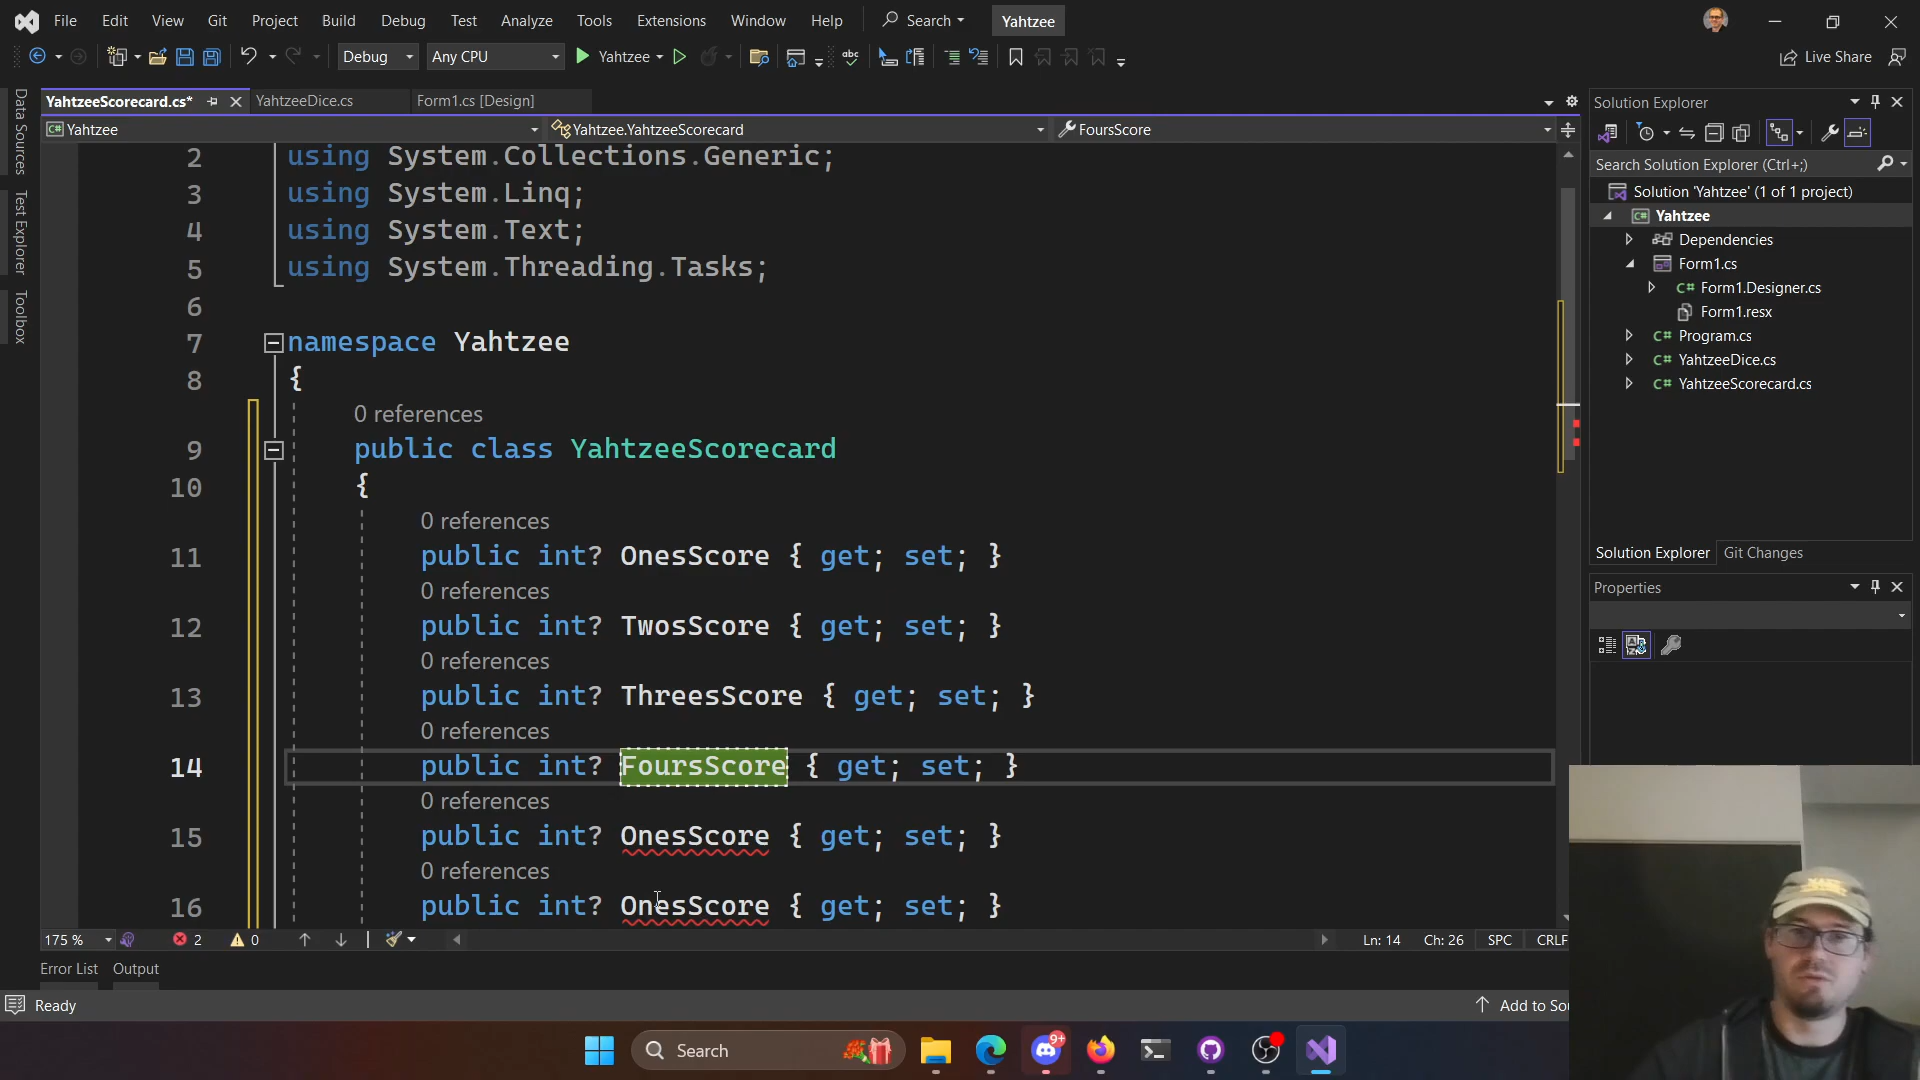 File Edit View Git Project Build Debug Test Analyze Tools Extensions Window Help Search Yahtzee
Debug Any CPU Yahtzee Live Share
YahtzeeScorecard.cs* YahtzeeDice.cs Form1.cs [Design]
Yahtzee Yahtzee.YahtzeeScorecard FoursScore
Data Sources
Test Explorer
Toolbox
2 using System.Collections.Generic;
3 using System.Linq;
4 using System.Text;
5 using System.Threading.Tasks;
6
7 namespace Yahtzee
8 {
0 references
9 public class YahtzeeScorecard
10 {
0 references
11 public int? OnesScore { get; set; }
0 references
12 public int? TwosScore { get; set; }
0 references
13 public int? ThreesScore { get; set; }
0 references
14 public int? FoursScore { get; set; }
0 references
15 public int? OnesScore { get; set; }
0 references
16 public int? OnesScore { get; set; }
175 % 2 0 Ln: 14 Ch: 26 SPC CRLF
Error List Output
Ready Add to Sou
Solution Explorer
Search Solution Explorer (Ctrl+;)
Solution 'Yahtzee' (1 of 1 project)
Yahtzee
Dependencies
Form1.cs
Form1.Designer.cs
Form1.resx
Program.cs
YahtzeeDice.cs
YahtzeeScorecard.cs
Solution Explorer Git Changes
Properties
Search
9+